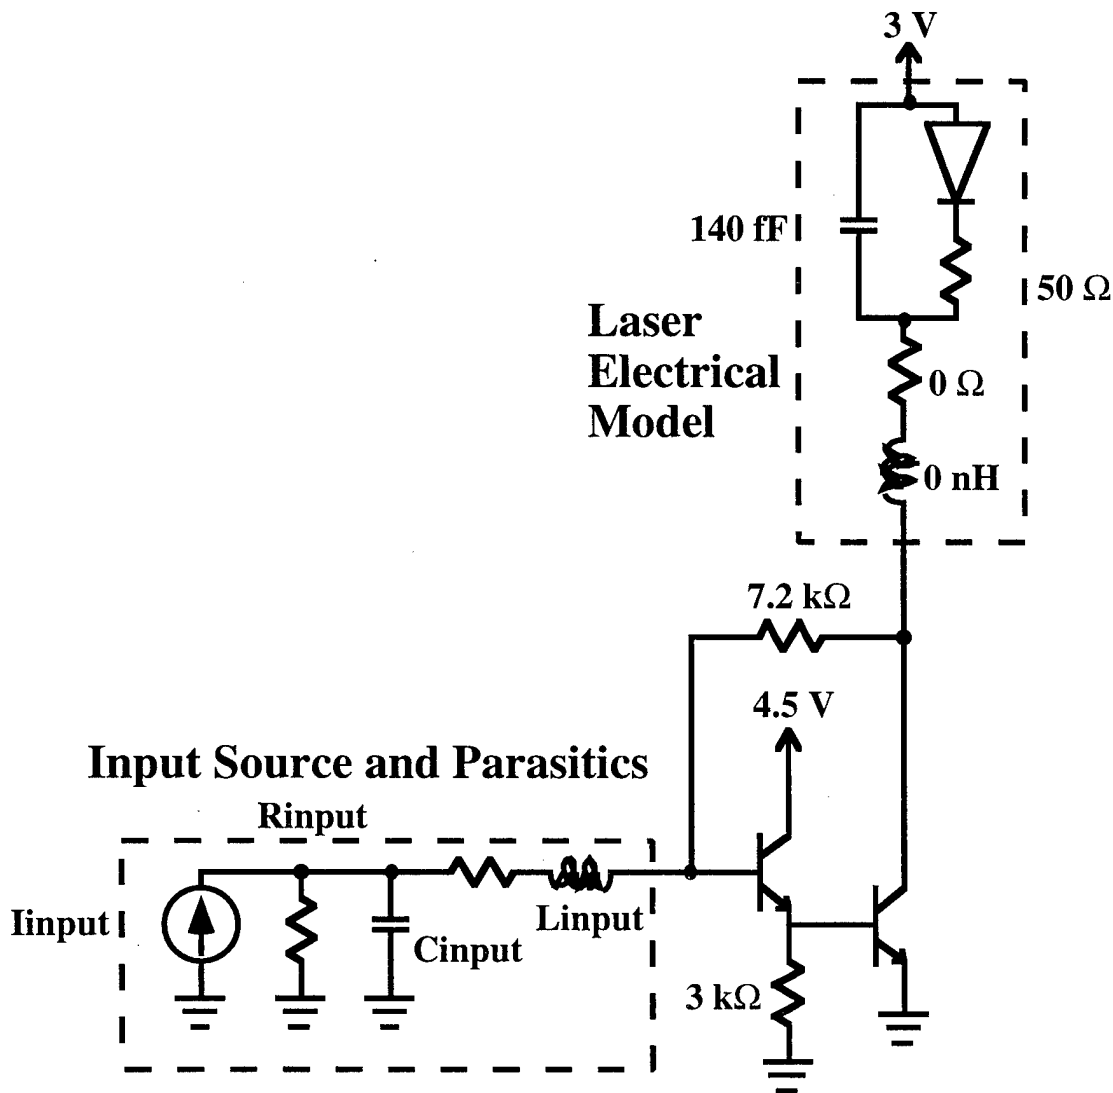 3 V
140 fF
50 Ω
Laser
Electrical
Model
0 Ω
0 nH
7.2 kΩ
4.5 V
Input Source and Parasitics
Rinput
Iinput
Cinput
Linput
3 kΩ